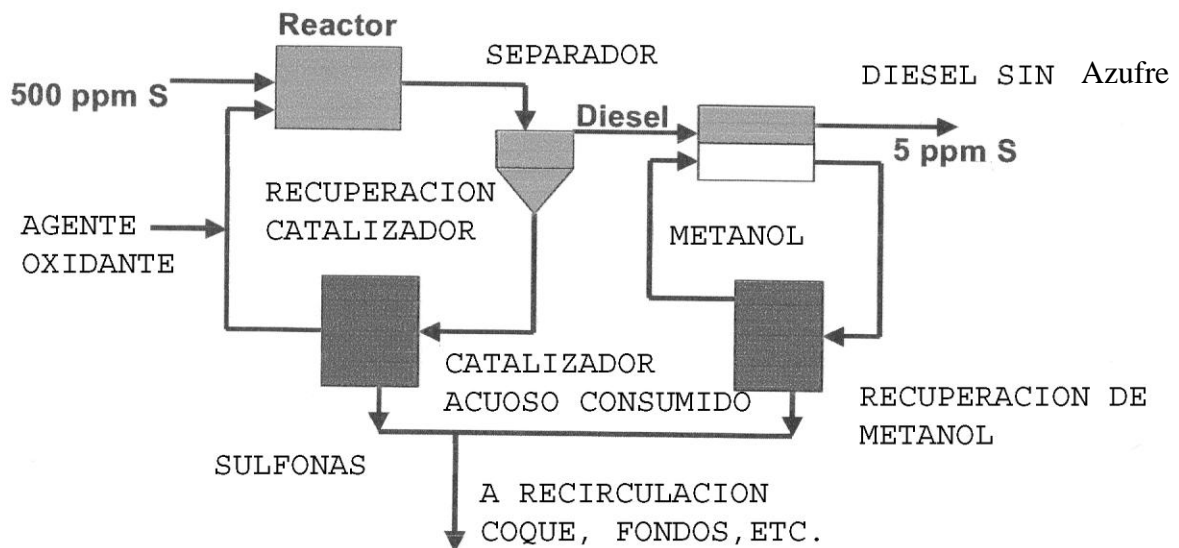 Reactor
SEPARADOR
DIESEL SIN Azufre
500 ppm S
Diesel
5 ppm S
RECUPERACION
CATALIZADOR
METANOL
AGENTE
OXIDANTE
CATALIZADOR
ACUOSO CONSUMIDO
RECUPERACION DE
METANOL
SULFONAS
A RECIRCULACION
COQUE, FONDOS,ETC.